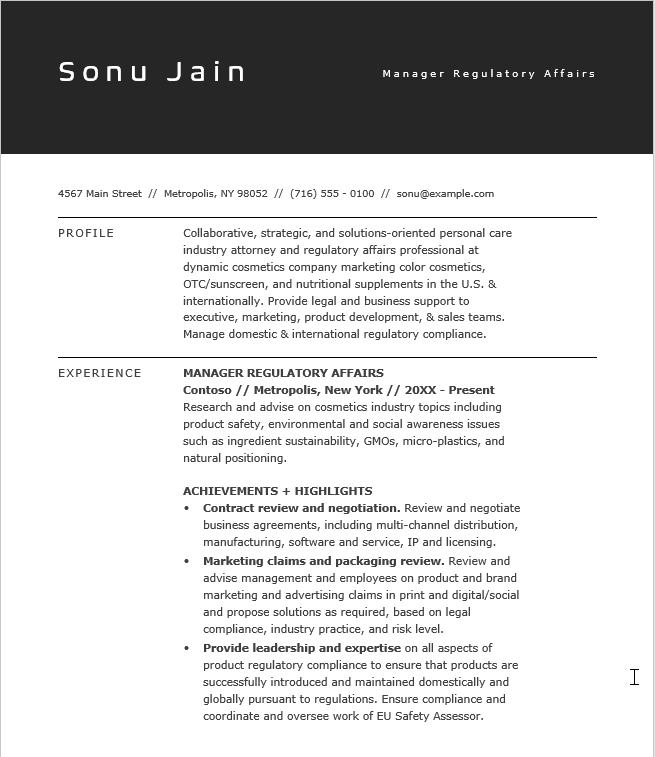 Sonu Jain
Manager Regulatory Affairs
4567 Main Street // Metropolis, NY 98052 // (716) 555 - 0100 // sonu@example.com
PROFILE
Collaborative, strategic, and solutions-oriented personal care
industry attorney and regulatory affairs professional at
dynamic cosmetics company marketing color cosmetics,
OTC/sunscreen, and nutritional supplements in the U.S. &
internationally. Provide legal and business support to
executive, marketing, product development, & sales teams.
Manage domestic & international regulatory compliance.
EXPERIENCE
MANAGER REGULATORY AFFAIRS
Contoso // Metropolis, New York // 20XX - Present
Research and advise on cosmetics industry topics including
product safety, environmental and social awareness issues
such as ingredient sustainability, GMOs, micro-plastics, and
natural positioning.
ACHIEVEMENTS + HIGHLIGHTS
• Contract review and negotiation. Review and negotiate
business agreements, including multi-channel distribution,
manufacturing, software and service, IP and licensing.
• Marketing claims and packaging review. Review and
advise management and employees on product and brand
marketing and advertising claims in print and digital/social
and propose solutions as required, based on legal
compliance, industry practice, and risk level.
• Provide leadership and expertise on all aspects of
product regulatory compliance to ensure that products are
successfully introduced and maintained domestically and
globally pursuant to regulations. Ensure compliance and
coordinate and oversee work of EU Safety Assessor.